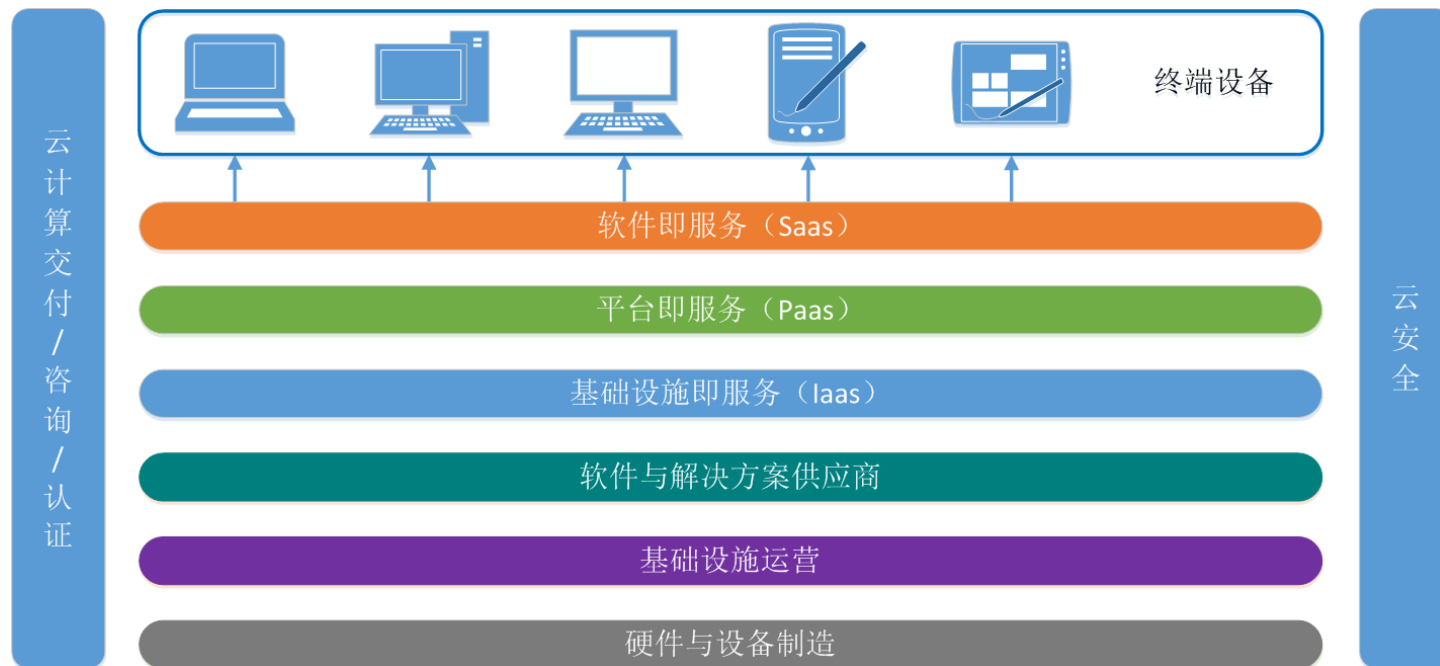 云计算交付/咨询/认证
终端设备
软件即服务（Saas）
平台即服务（Paas）
基础设施即服务（Iaas）
软件与解决方案供应商
基础设施运营
硬件与设备制造
云安全